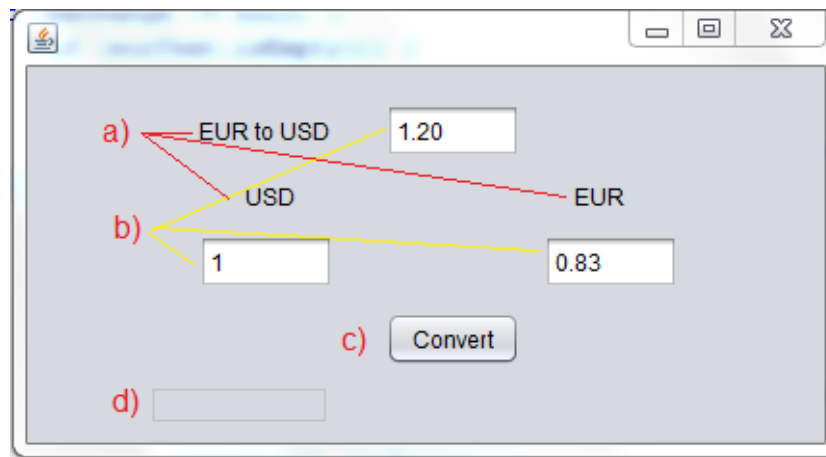 a) EUR to USD 1.20
USD EUR
b)
1 0.83
c) Convert
d)